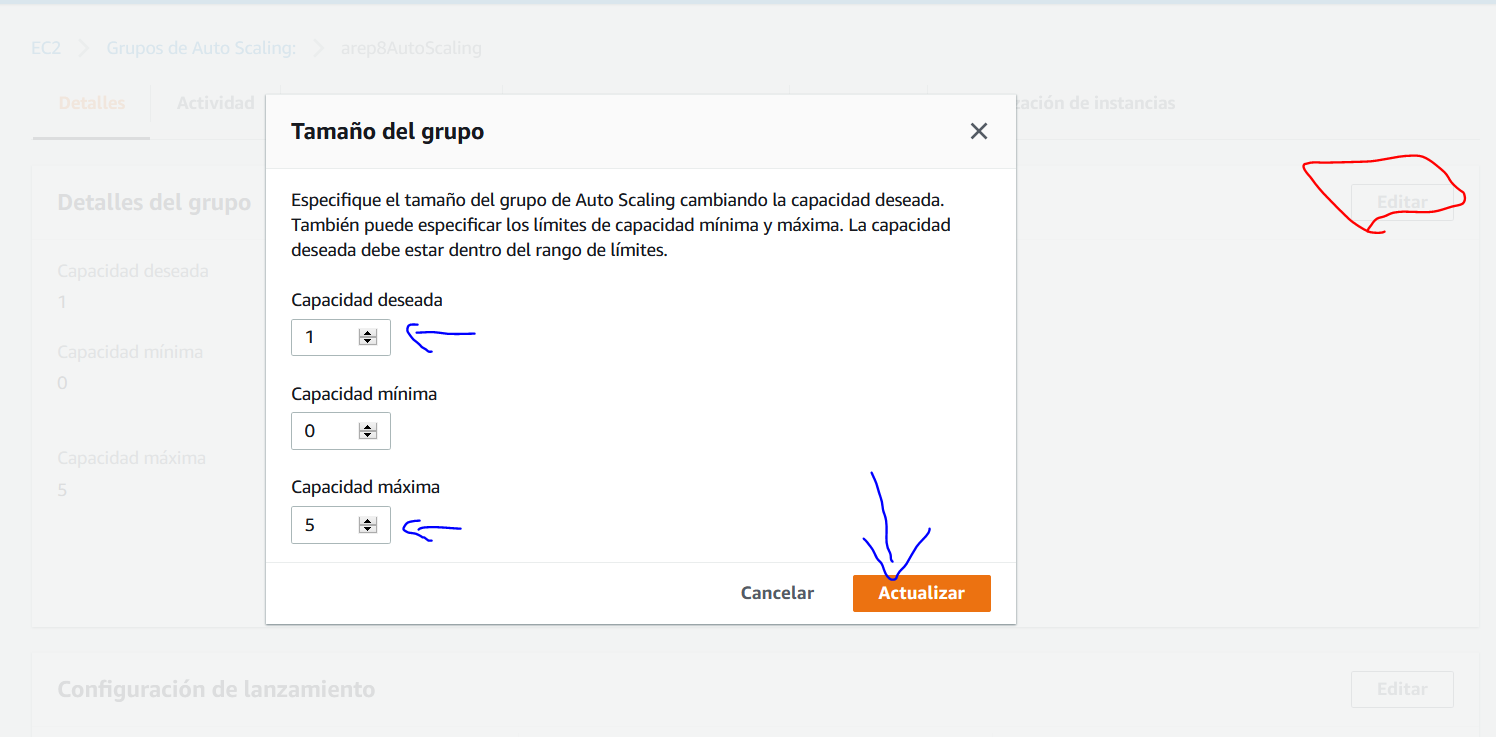 EC2 > Grupos de Auto Scaling: > arep8AutoScaling
Detalles Actividad zación de instancias
Tamaño del grupo
Detalles del grupo
Editar
Espec­ifique el tamaño del grupo de Auto Scaling cambiando la capacidad deseada.
También puede especificar los límites de capacidad mínima y máxima. La capacidad
deseada debe estar dentro del rango de límites.
Capacidad deseada
1
Capacidad mínima
0
Capacidad máxima
5
Capacidad deseada
1
Capacidad mínima
0
Capacidad máxima
5
Cancelar Actualizar
Configuración de lanzamiento
Editar